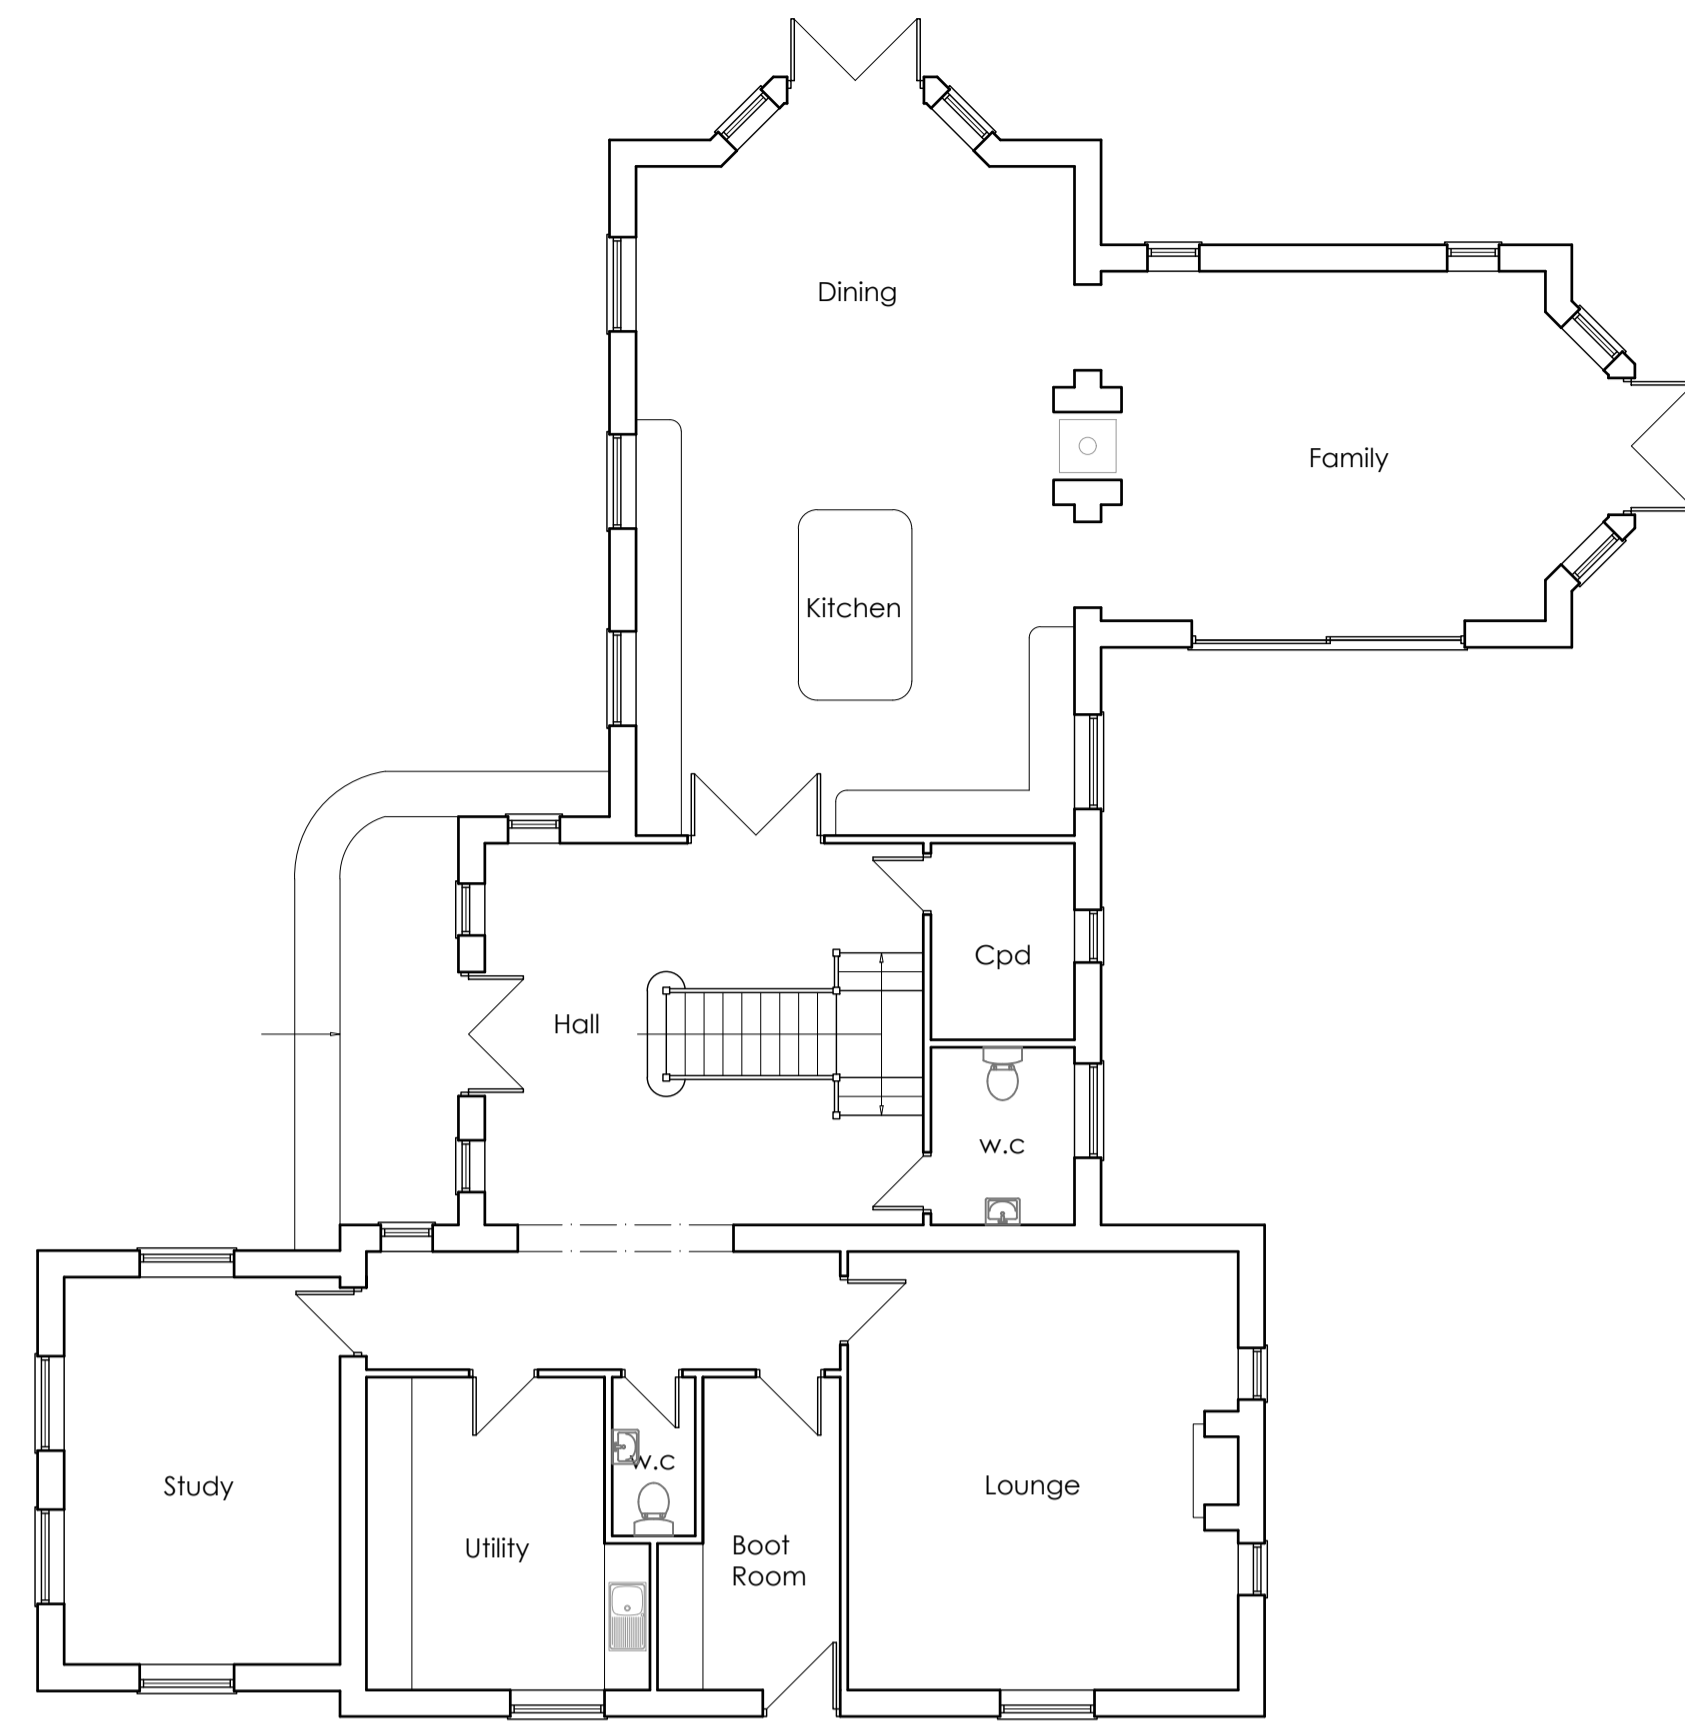 Dining
Family
Kitchen
Cpd
Hall
w.c
w.c
Study
Lounge
Utility
Boot
Room